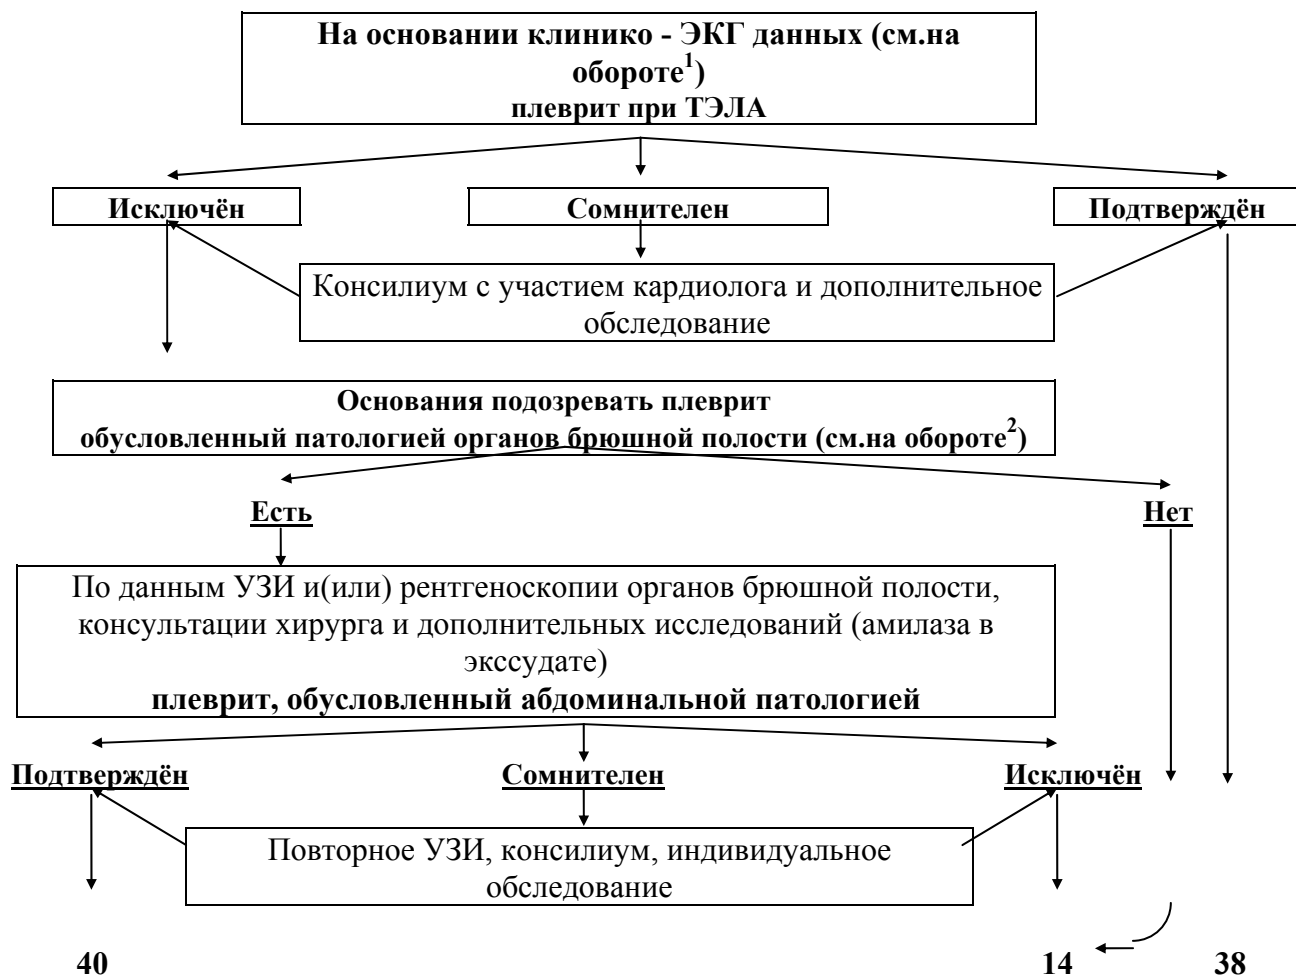 На основании клинико - ЭКГ данных (см.на
обороте¹)
плеврит при ТЭЛА
Исключён Сомнителен Подтверждён
Консилиум с участием кардиолога и дополнительное
обследование
Основания подозревать плеврит
обусловленный патологией органов брюшной полости (см.на обороте²)
Есть Нет
По данным УЗИ и(или) рентгеноскопии органов брюшной полости,
консультации хирурга и дополнительных исследований (амилаза в
экссудате)
плеврит, обусловленный абдоминальной патологией
Подтверждён Сомнителен Исключён
Повторное УЗИ, консилиум, индивидуальное
обследование
40 14 38